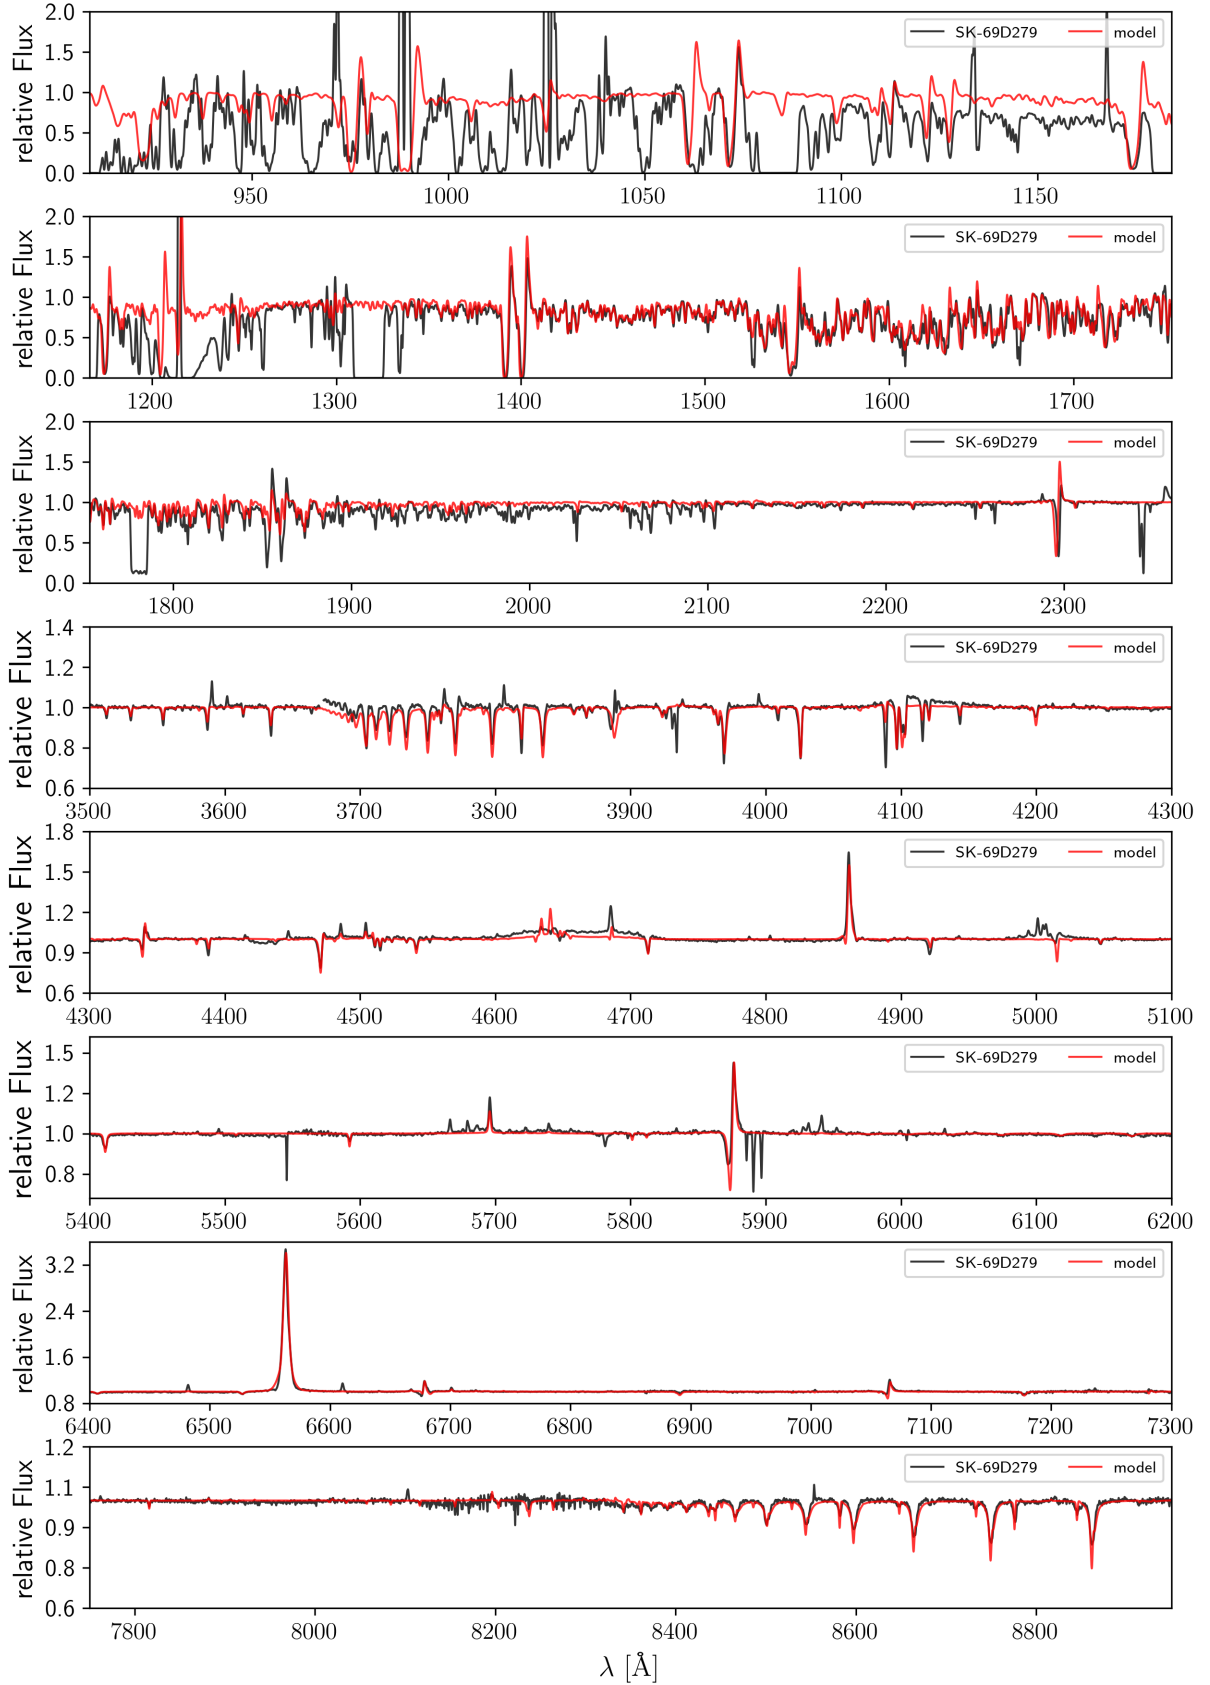 2.0
1.5
1.0
0.5
0.0
relative Flux
SK-69D279 model
950 1000 1050 1100 1150
2.0
1.5
1.0
0.5
0.0
relative Flux
SK-69D279 model
1200 1300 1400 1500 1600 1700
2.0
1.5
1.0
0.5
0.0
relative Flux
SK-69D279 model
1800 1900 2000 2100 2200 2300
1.4
1.2
1.0
0.8
0.6
relative Flux
SK-69D279 model
3500 3600 3700 3800 3900 4000 4100 4200 4300
1.8
1.5
1.2
0.9
0.6
relative Flux
SK-69D279 model
4300 4400 4500 4600 4700 4800 4900 5000 5100
1.5
1.2
1.0
0.8
relative Flux
SK-69D279 model
5400 5500 5600 5700 5800 5900 6000 6100 6200
3.2
2.4
1.6
0.8
relative Flux
SK-69D279 model
6400 6500 6600 6700 6800 6900 7000 7100 7200 7300
1.2
1.1
0.9
0.8
0.6
relative Flux
SK-69D279 model
7800 8000 8200 8400 8600 8800
λ [Å]